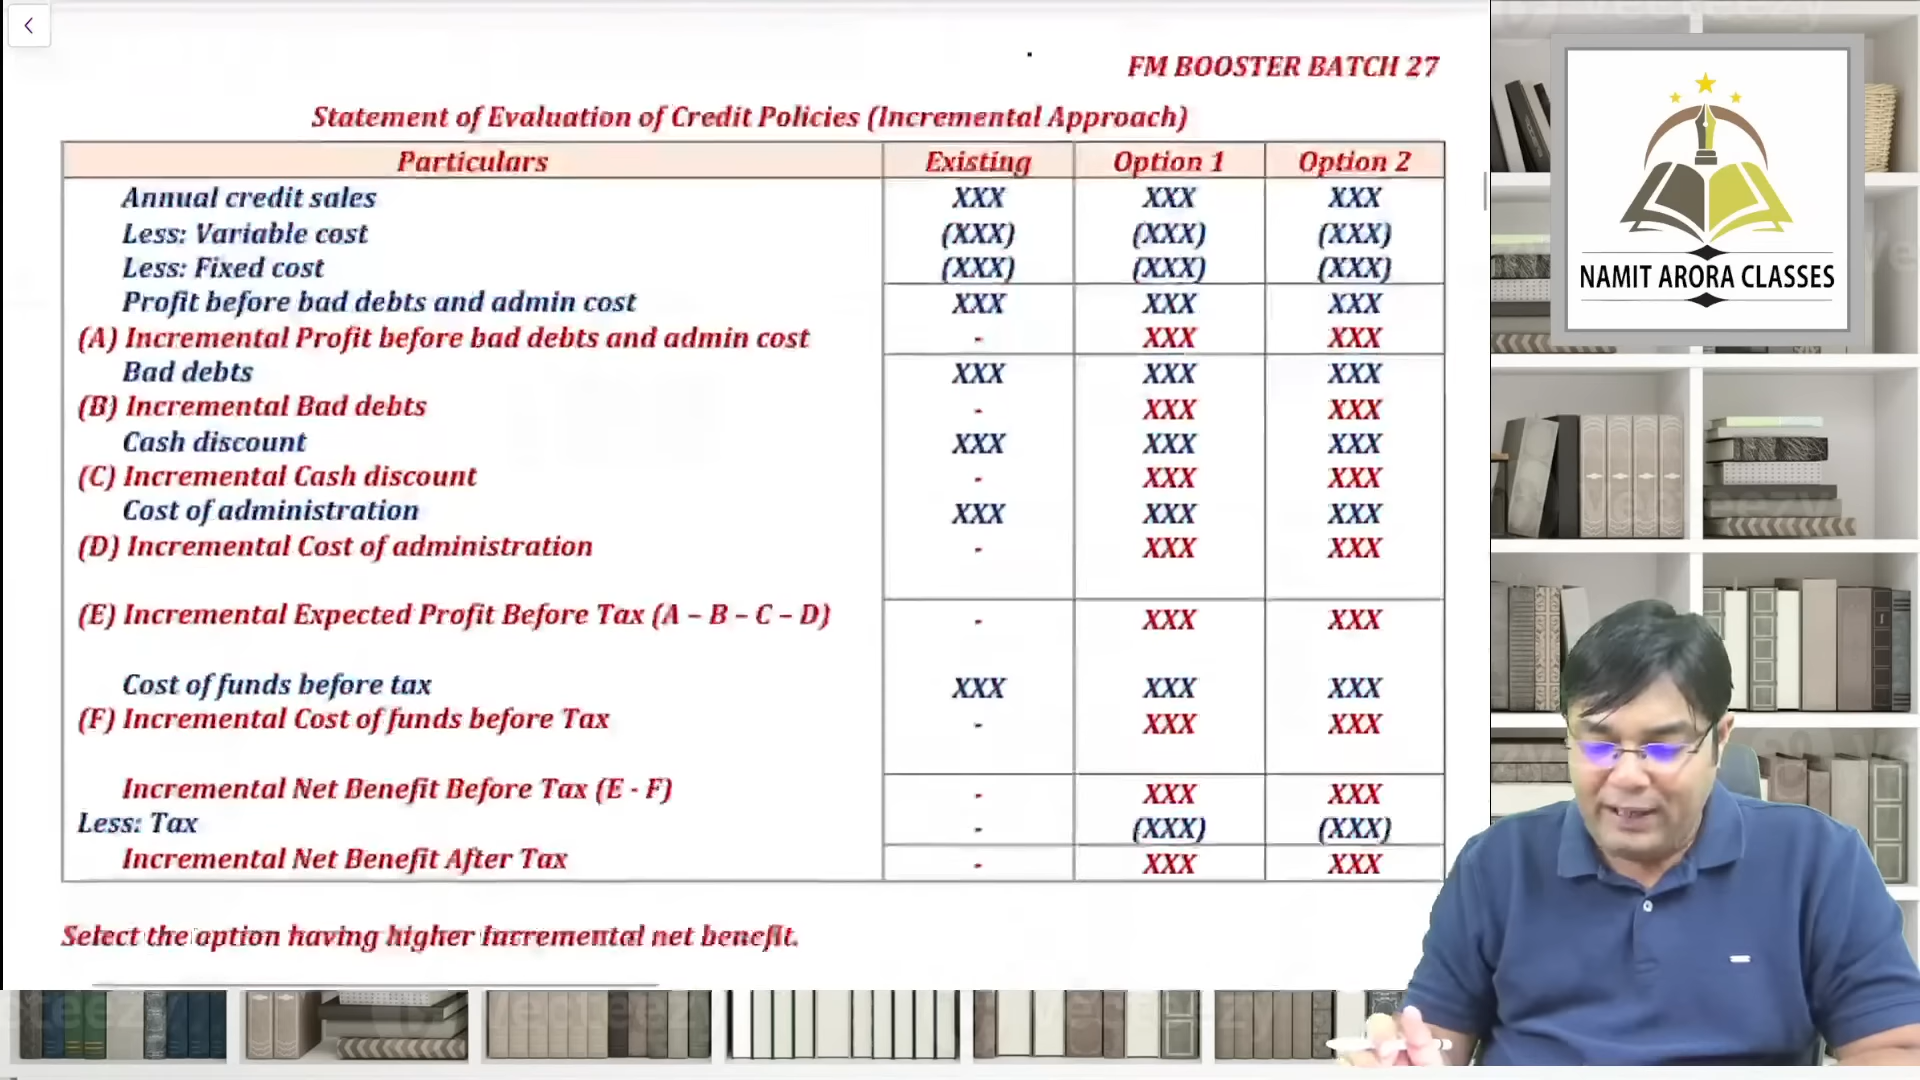 FM BOOSTER BATCH 27
Statement of Evaluation of Credit Policies (Incremental Approach)
Particulars Existing Option 1 Option 2
Annual credit sales XXX XXX XXX
Less: Variable cost (XXX) (XXX) (XXX)
Less: Fixed cost (XXX) (XXX) (XXX)
Profit before bad debts and admin cost XXX XXX XXX
(A) Incremental Profit before bad debts and admin cost - XXX XXX
Bad debts XXX XXX XXX
(B) Incremental Bad debts - XXX XXX
Cash discount XXX XXX XXX
(C) Incremental Cash discount - XXX XXX
Cost of administration XXX XXX XXX
(D) Incremental Cost of administration - XXX XXX
(E) Incremental Expected Profit Before Tax (A – B – C – D) - XXX XXX
Cost of funds before tax XXX XXX XXX
(F) Incremental Cost of funds before Tax - XXX XXX
Incremental Net Benefit Before Tax (E - F) - XXX XXX
Less: Tax - (XXX) (XXX)
Incremental Net Benefit After Tax - XXX XXX
Select the option having higher incremental net benefit.
NAMIT ARORA CLASSES